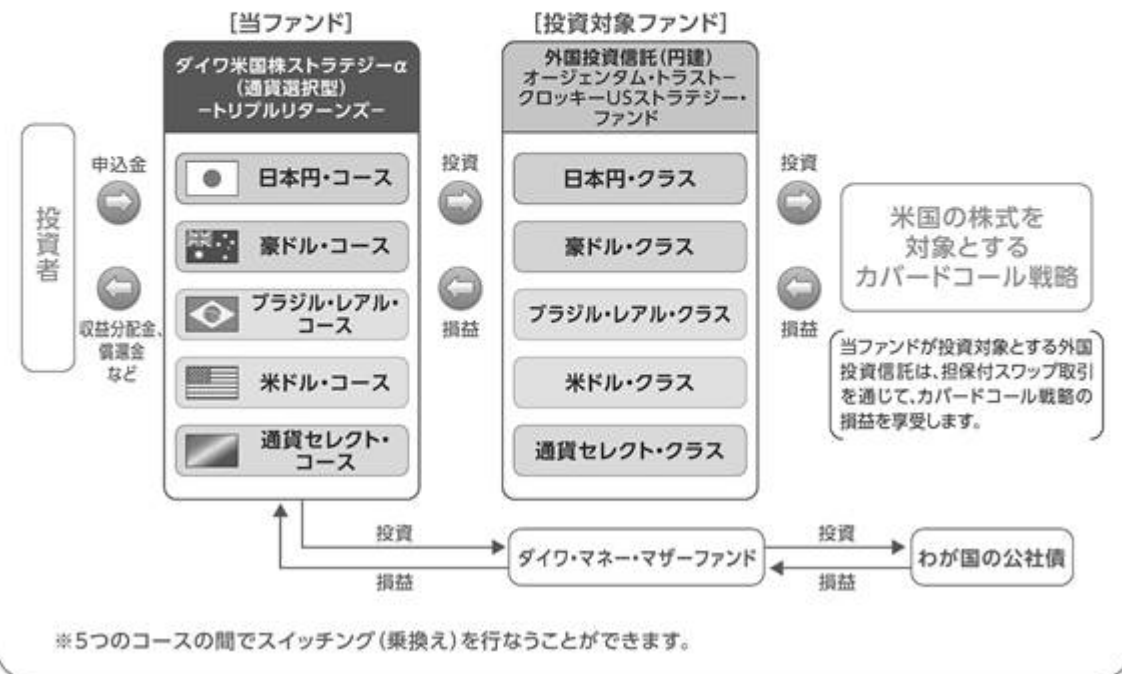 [当ファンド]
[投資対象ファンド]
ダイワ米国株ストラテジーα
(通貨選択型)
－トリプルリターンズ－
外国投資信託(円建)
オージェンタム・トラスト－
クロッキーUSストラテジー・
ファンド
投資者
申込金
収益分配金、
償還金
など
日本円・コース
豪ドル・コース
ブラジル・レアル・
コース
米ドル・コース
通貨セレクト・
コース
投資
損益
日本円・クラス
豪ドル・クラス
ブラジル・レアル・クラス
米ドル・クラス
通貨セレクト・クラス
投資
損益
米国の株式を
対象とする
カバードコール戦略
当ファンドが投資対象とする外国
投資信託は、担保付スワップ取引
を通じて、カバードコール戦略の
損益を享受します。
投資
損益
ダイワ・マネー・マザーファンド
投資
損益
わが国の公社債
※5つのコースの間でスイッチング(乗換え)を行なうことができます。